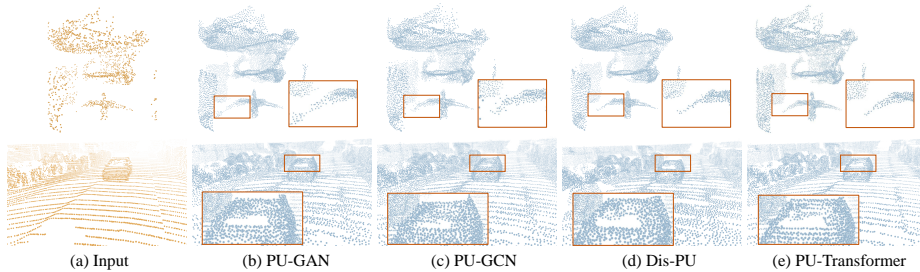 (a) Input
(b) PU-GAN
(c) PU-GCN
(d) Dis-PU
(e) PU-Transformer